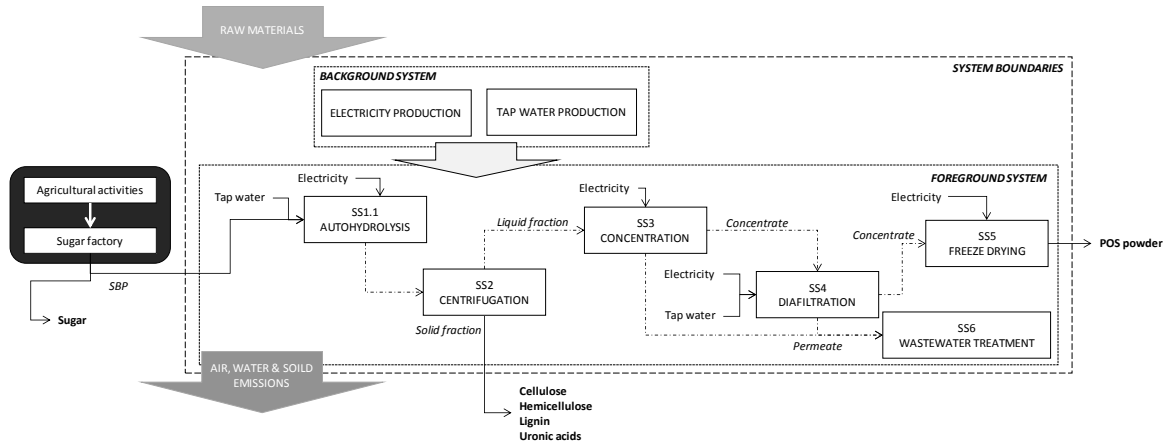 RAW MATERIALS
SYSTEM BOUNDARIES
BACKGROUND SYSTEM
ELECTRICITY PRODUCTION
TAP WATER PRODUCTION
FOREGROUND SYSTEM
Agricultural activities
Sugar factory
SBP
Sugar
Electricity
Tap water
SS1.1
AUTOHYDROLYSIS
SS2
CENTRIFUGATION
Liquid fraction
Solid fraction
Electricity
SS3
CONCENTRATION
Concentrate
Electricity
Tap water
SS4
DIAFILTRATION
Permeate
Concentrate
Electricity
SS5
FREEZE DRYING
POS powder
SS6
WASTEWATER TREATMENT
AIR, WATER & SOILD
EMISSIONS
Cellulose
Hemicellulose
Lignin
Uronic acids